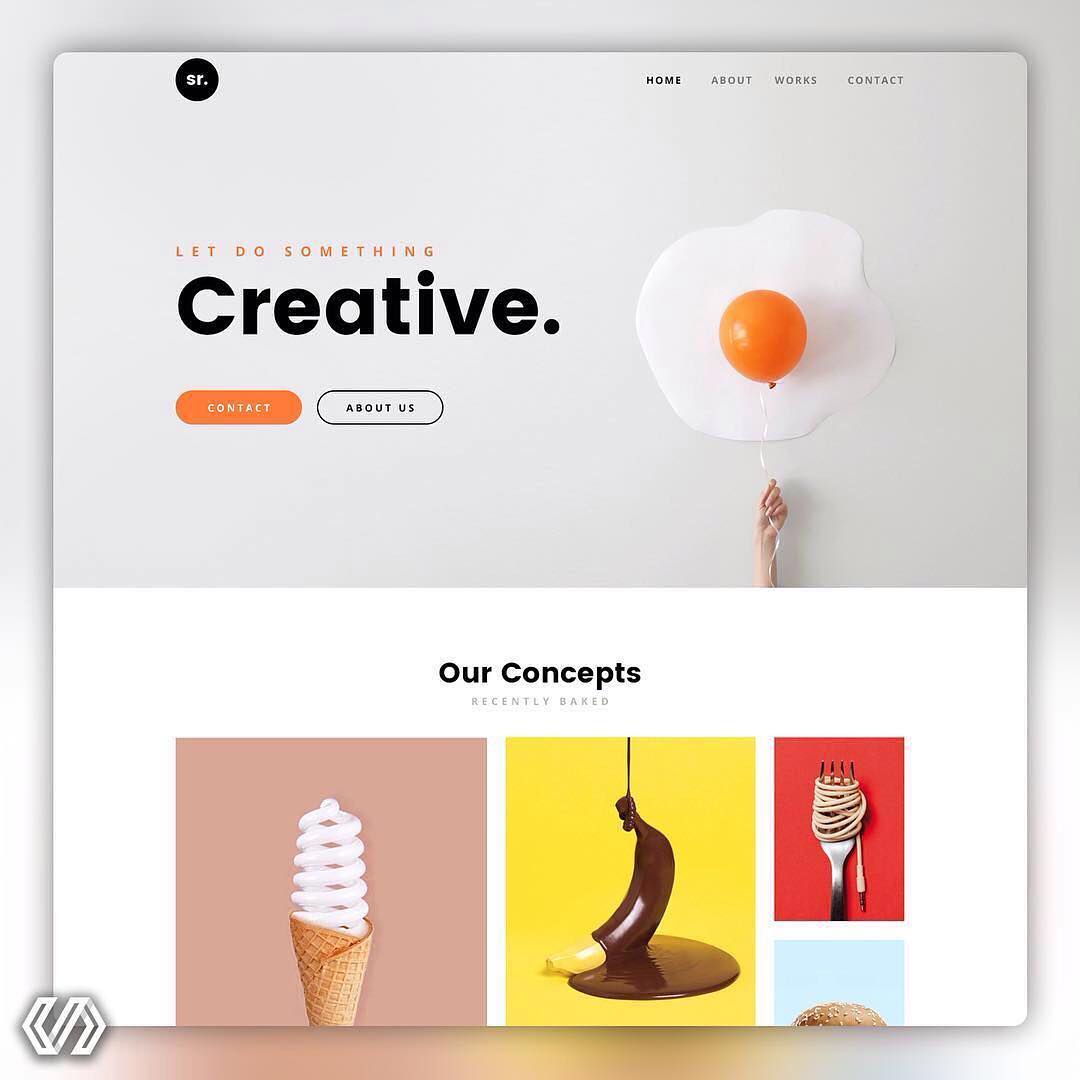 sr.
HOME ABOUT WORKS CONTACT
LET DO SOMETHING
Creative.
CONTACT ABOUT US
Our Concepts
RECENTLY BAKED